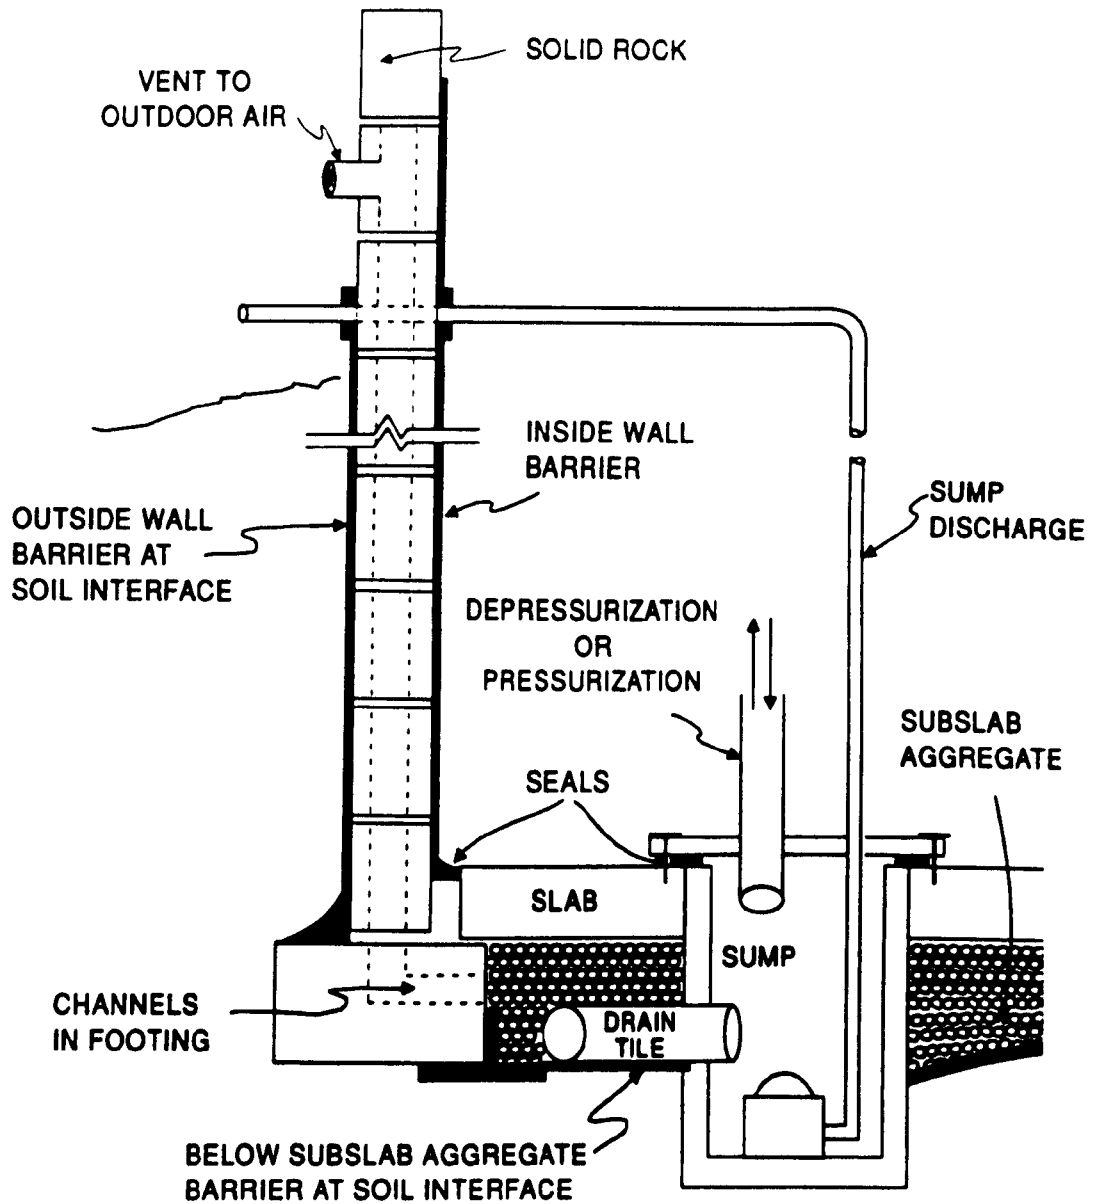 SOLID ROCK
VENT TO
OUTDOOR AIR
INSIDE WALL
BARRIER
SUMP
DISCHARGE
OUTSIDE WALL
BARRIER AT
SOIL INTERFACE
DEPRESSURIZATION
OR
PRESSURIZATION
SUBSLAB
AGGREGATE
SEALS
SLAB
SUMP
CHANNELS
IN FOOTING
DRAIN
TILE
BELOW SUBSLAB AGGREGATE
BARRIER AT SOIL INTERFACE